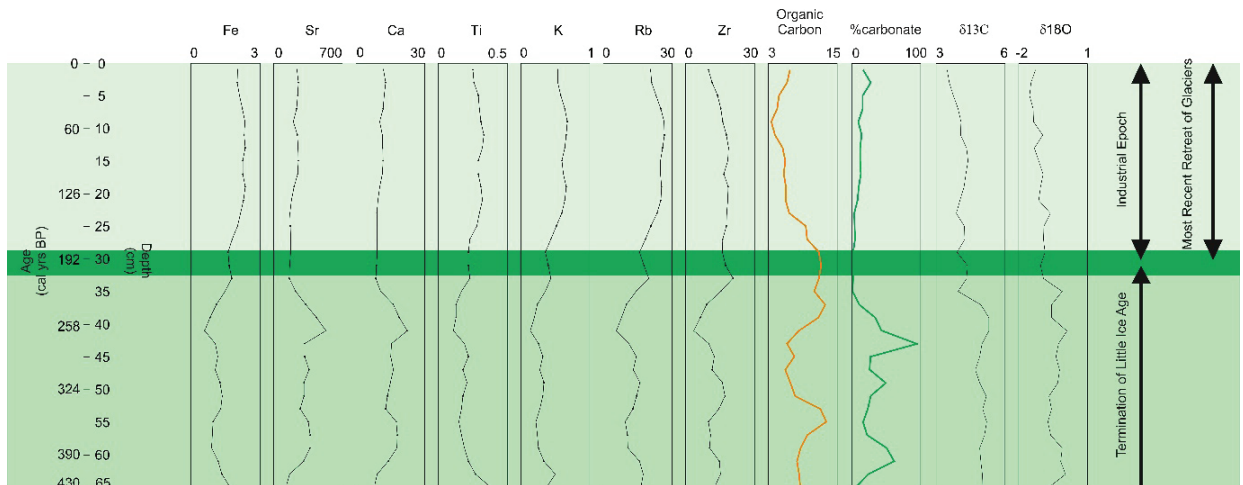 Fe Sr Ca Ti K Rb Zr Organic Carbon %carbonate δ13C δ18O
0 3 0 700 0 30 0 0.5 0 1 0 30 0 30 3 15 0 100 3 6 -2 1
0 – 0
– 5
60 – 10
– 15
126 – 20
– 25
192 – 30
35
258 – 40
– 45
324 – 50
55
390 – 60
430 65
Age
(cal yrs BP)
Depth
(cm)
Industrial Epoch
Most Recent Retreat of Glaciers
Termination of Little Ice Age